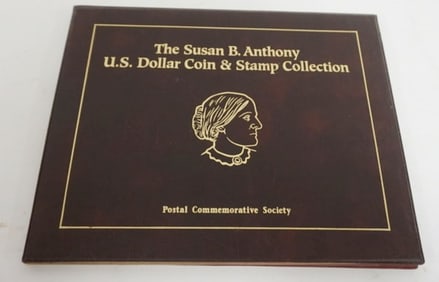 The Susan B. Anthony
U.S. Dollar Coin & Stamp Collection
Postal Commemorative Society